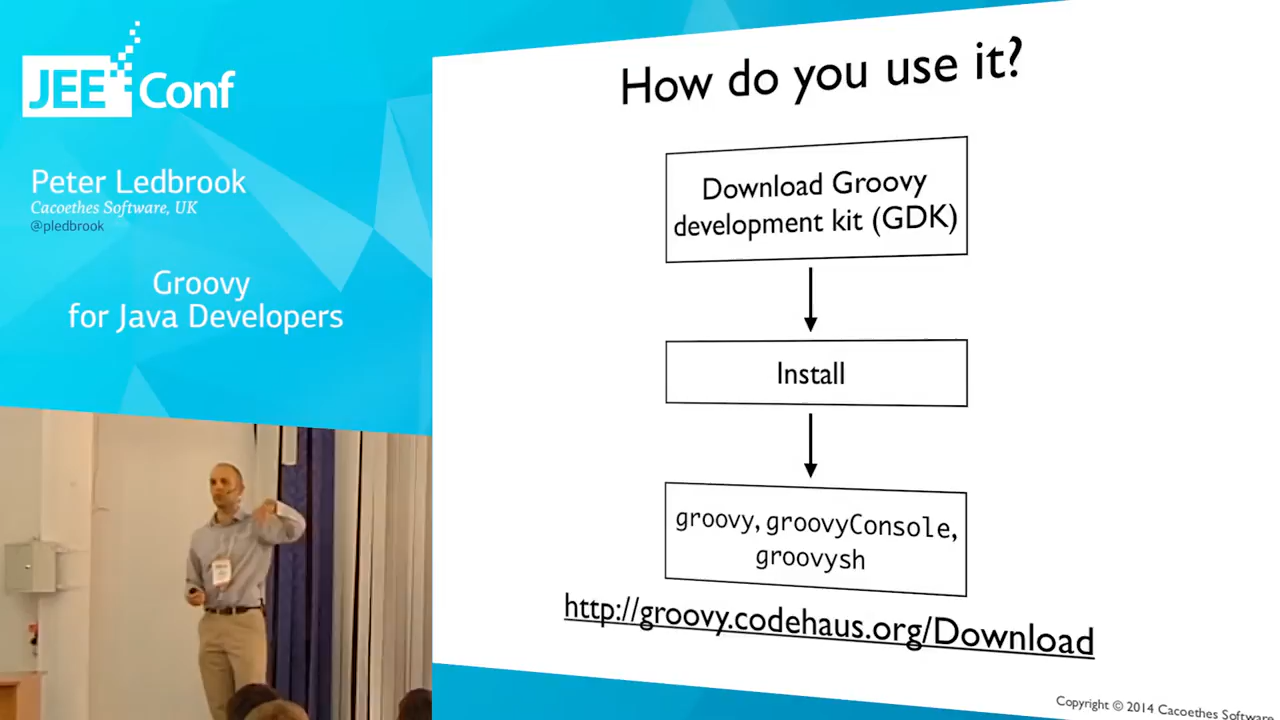 JEE Conf
Peter Ledbrook
Cacoethes Software, UK
@pledbrook
Groovy
for Java Developers
How do you use it?
Download Groovy
development kit (GDK)
Install
groovy, groovyConsole,
groovysh
http://groovy.codehaus.org/Download
Copyright © 2014 Cacoethes Software